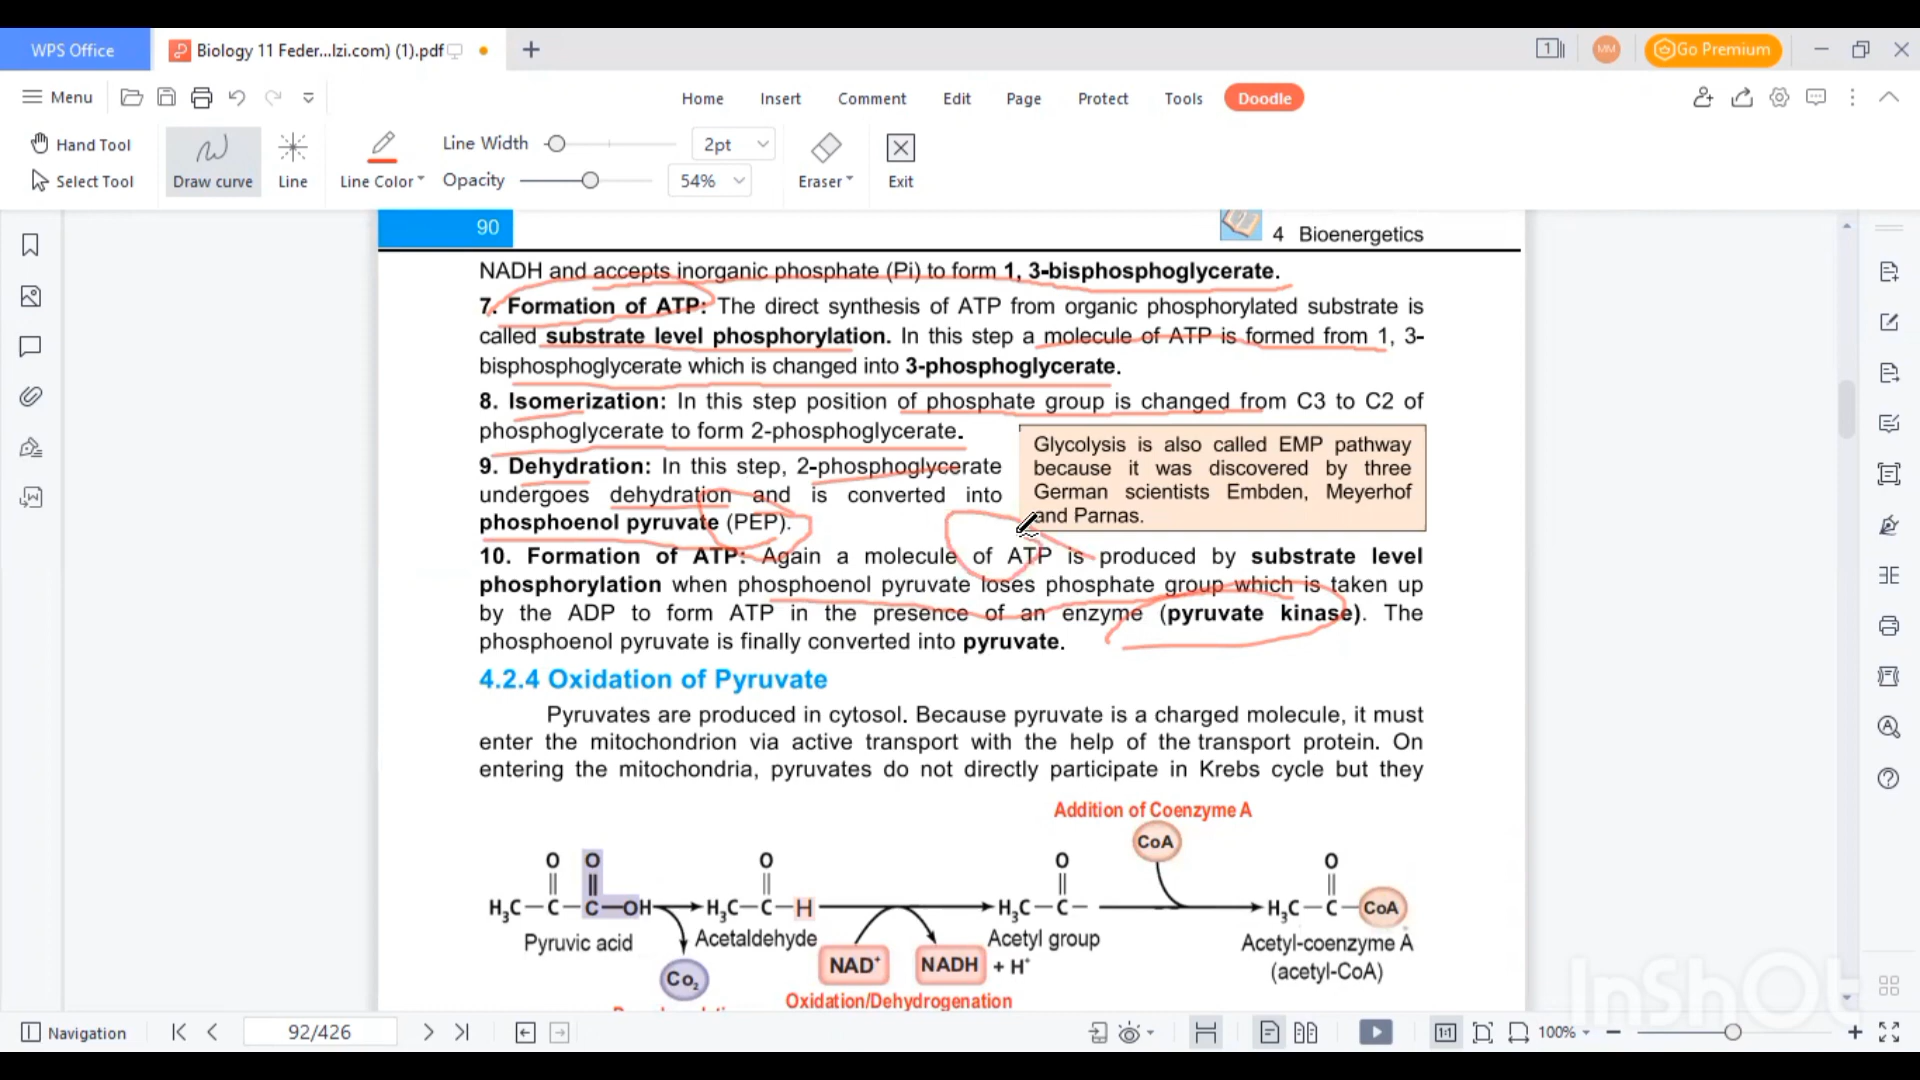 WPS Office
Biology 11 Feder...lzi.com) (1).pdf
1
MM
Go Premium
Menu
Home Insert Comment Edit Page Protect Tools Doodle
Hand Tool
Select Tool
Draw curve
Line
Line Color
Line Width 2pt
Opacity 54%
Eraser
Exit
90
4 Bioenergetics
NADH and accepts inorganic phosphate (Pi) to form 1, 3-bisphosphoglycerate.
7. Formation of ATP: The direct synthesis of ATP from organic phosphorylated substrate is
called substrate level phosphorylation. In this step a molecule of ATP is formed from 1, 3-
bisphosphoglycerate which is changed into 3-phosphoglycerate.
8. Isomerization: In this step position of phosphate group is changed from C3 to C2 of
phosphoglycerate to form 2-phosphoglycerate.
9. Dehydration: In this step, 2-phosphoglycerate
undergoes dehydration and is converted into
phosphoenol pyruvate (PEP).
Glycolysis is also called EMP pathway
because it was discovered by three
German scientists Embden, Meyerhof
and Parnas.
10. Formation of ATP: Again a molecule of ATP is produced by substrate level
phosphorylation when phosphoenol pyruvate loses phosphate group which is taken up
by the ADP to form ATP in the presence of an enzyme (pyruvate kinase). The
phosphoenol pyruvate is finally converted into pyruvate.
4.2.4 Oxidation of Pyruvate
Pyruvates are produced in cytosol. Because pyruvate is a charged molecule, it must
enter the mitochondrion via active transport with the help of the transport protein. On
entering the mitochondria, pyruvates do not directly participate in Krebs cycle but they
Addition of Coenzyme A
CoA
O O O O O
H3C—C—C—OH H3C—C—H H3C—C— H3C—C—CoA
Pyruvic acid Acetaldehyde Acetyl group Acetyl-coenzyme A
(acetyl-CoA)
Co2
NAD+ NADH + H+
Oxidation/Dehydrogenation
InShOt
Navigation
92/426
1:1
100%